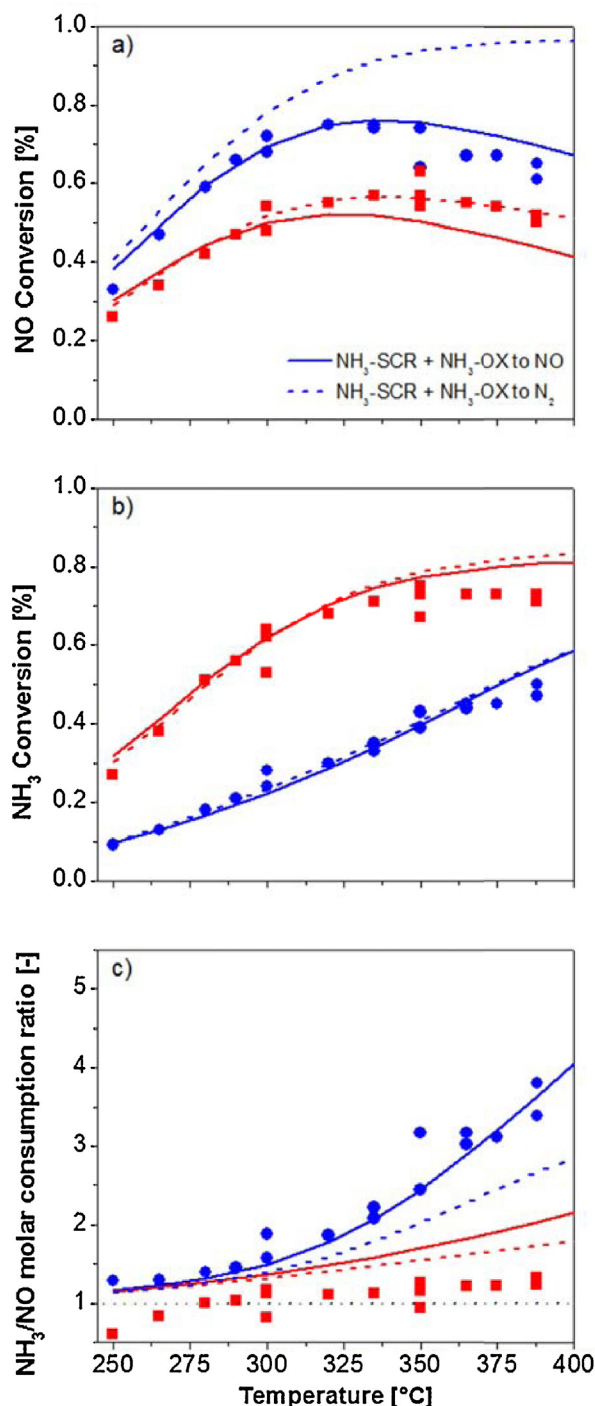 a)
1.0
0.8
0.6
0.4
0.2
0.0
NO Conversion [%]
NH₃-SCR + NH₃-OX to NO
NH₃-SCR + NH₃-OX to N₂
b)
1.0
0.8
0.6
0.4
0.2
0.0
NH₃ Conversion [%]
c)
5
4
3
2
1
NH₃/NO molar consumption ratio [-]
250 275 300 325 350 375 400
Temperature [°C]